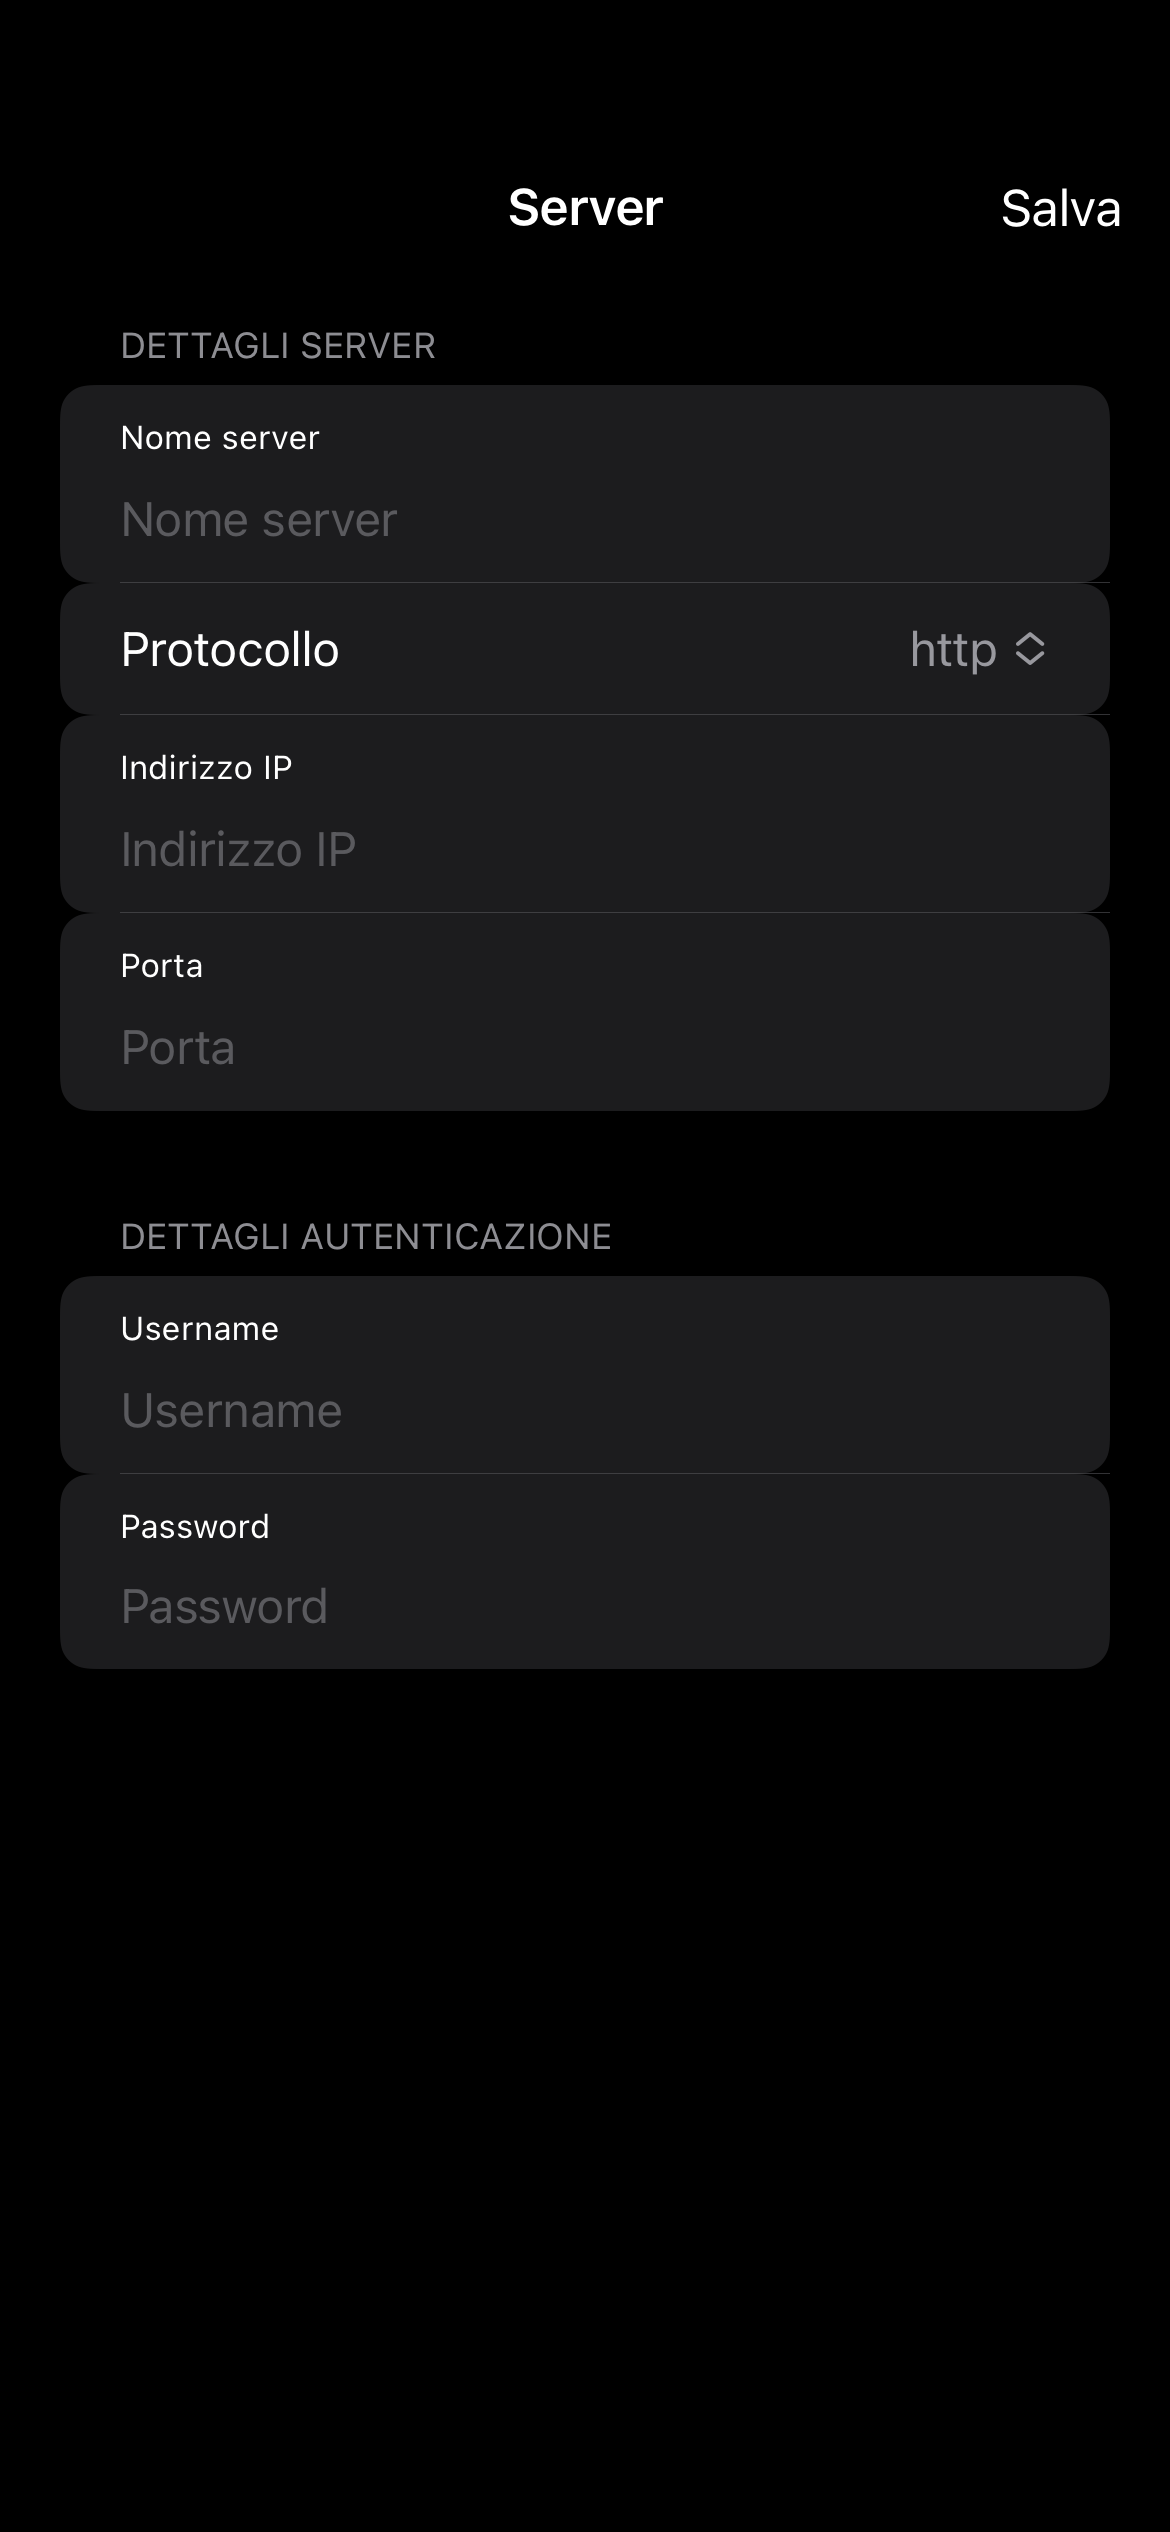 Server
Salva
DETTAGLI SERVER
Nome server
Nome server
Protocollo
http
Indirizzo IP
Indirizzo IP
Porta
Porta
DETTAGLI AUTENTICAZIONE
Username
Username
Password
Password